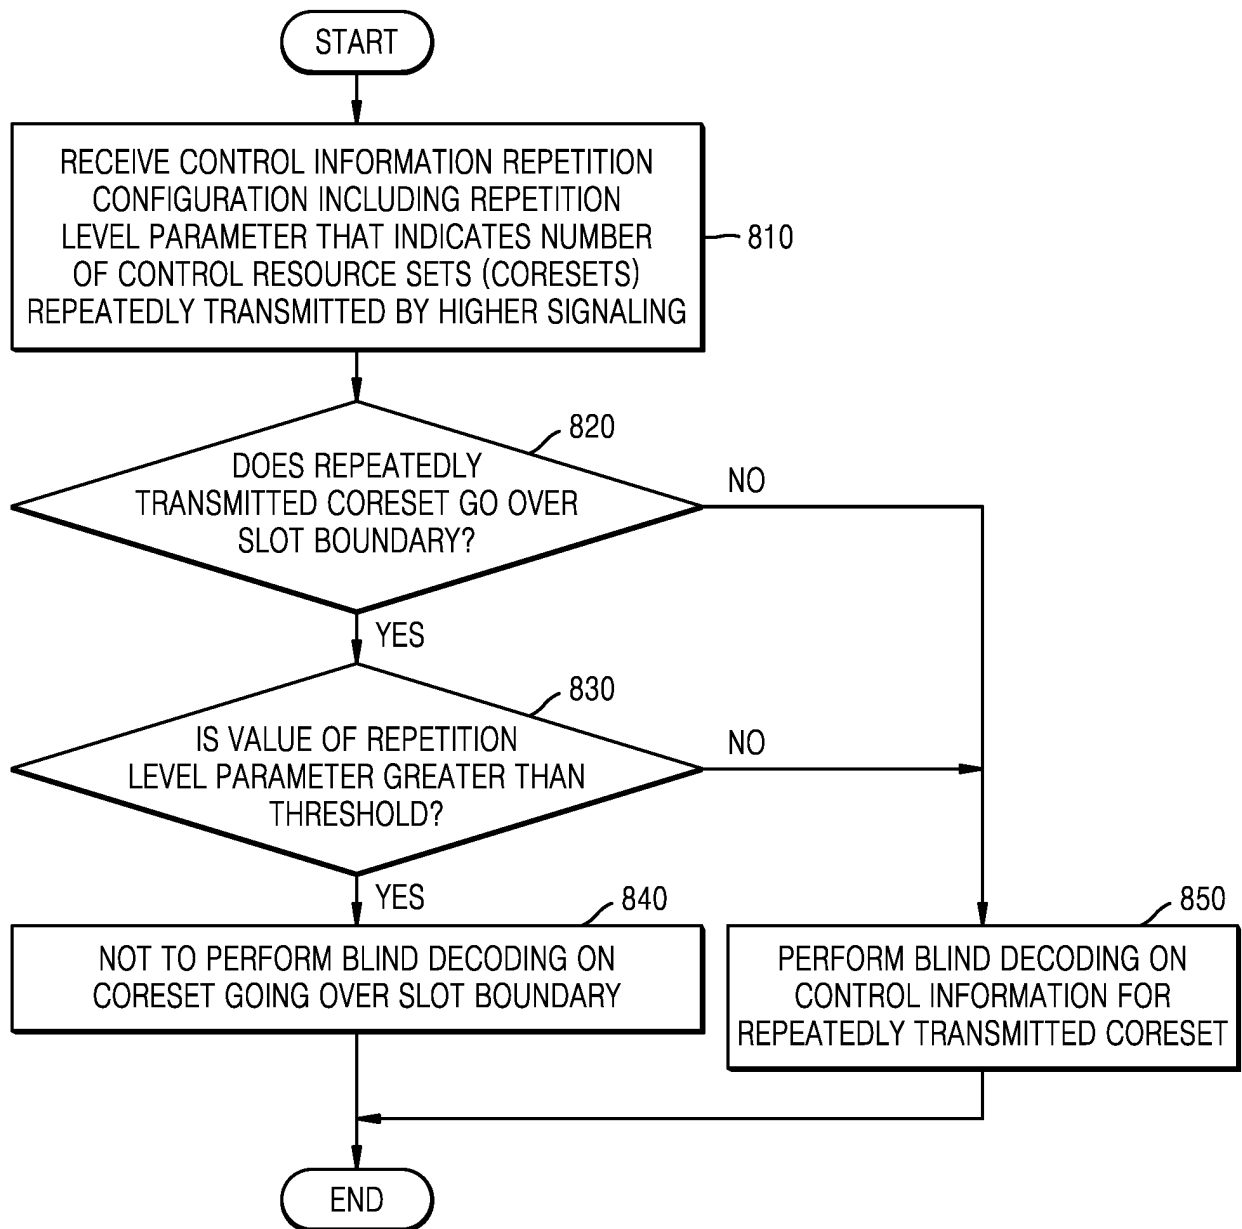 START
RECEIVE CONTROL INFORMATION REPETITION
CONFIGURATION INCLUDING REPETITION
LEVEL PARAMETER THAT INDICATES NUMBER
OF CONTROL RESOURCE SETS (CORESETS)
REPEATEDLY TRANSMITTED BY HIGHER SIGNALING
810
820
DOES REPEATEDLY
TRANSMITTED CORESET GO OVER
SLOT BOUNDARY?
NO
YES
830
IS VALUE OF REPETITION
LEVEL PARAMETER GREATER THAN
THRESHOLD?
NO
YES
840
NOT TO PERFORM BLIND DECODING ON
CORESET GOING OVER SLOT BOUNDARY
850
PERFORM BLIND DECODING ON
CONTROL INFORMATION FOR
REPEATEDLY TRANSMITTED CORESET
END